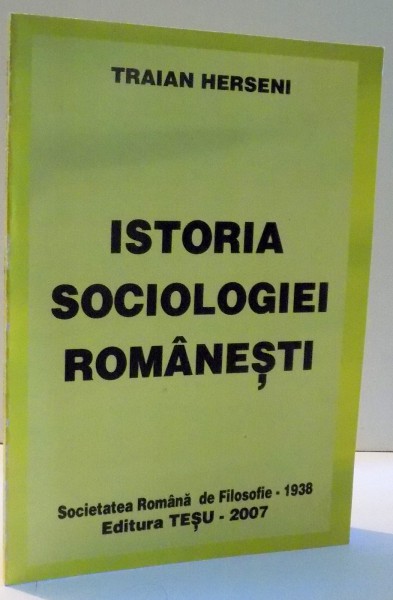 TRAIAN HERSENI
ISTORIA
SOCIOLOGIEI
ROMÂNEȘTI
Societatea Română de Filosofie - 1938
Editura TEȘU - 2007